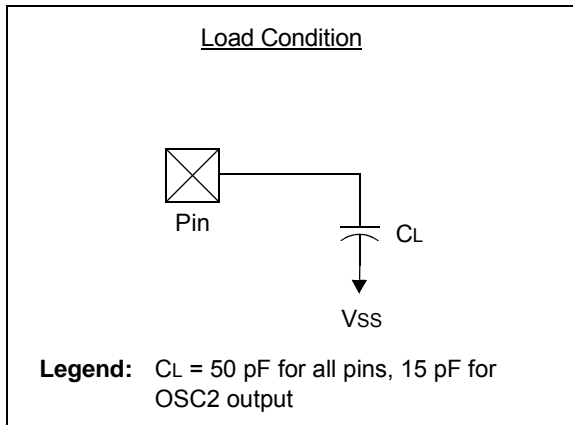 Load Condition
Pin
CL
VSS
Legend: CL = 50 pF for all pins, 15 pF for
OSC2 output